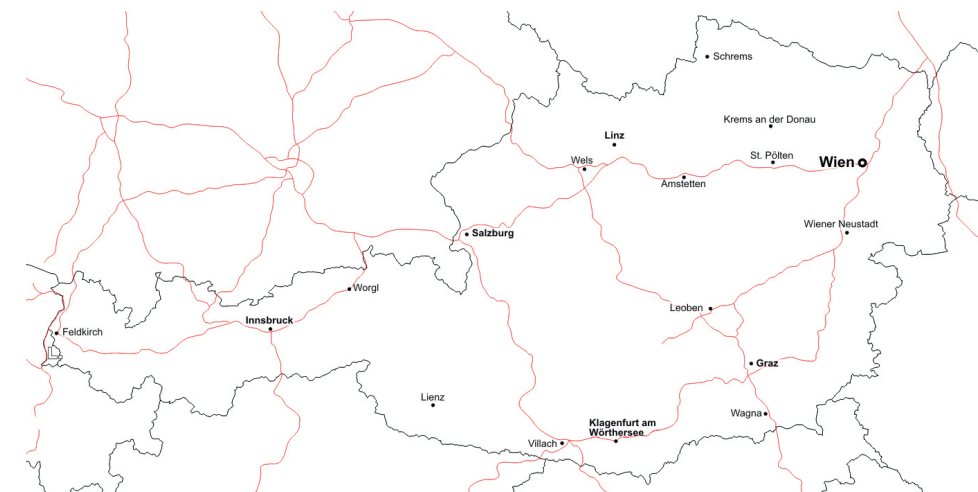 Schrems
Krems an der Donau
Linz
St. Pölten
Wels
Wien
Amstetten
Wiener Neustadt
Salzburg
Worgl
Leoben
Innsbruck
Feldkirch
L.
Graz
Lienz
Wagna
Klagenfurt am
Wörthersee
Villach